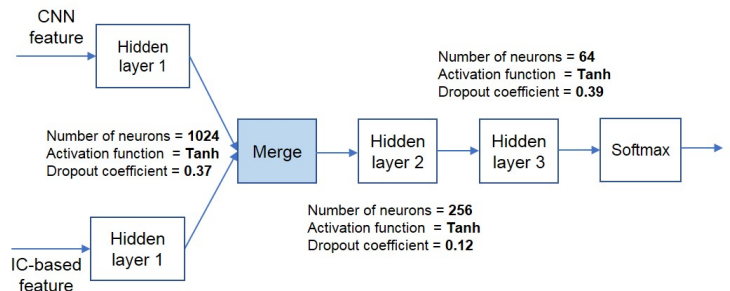 CNN
feature
Hidden
layer 1
Number of neurons = 64
Activation function = Tanh
Dropout coefficient = 0.39
Number of neurons = 1024
Activation function = Tanh
Dropout coefficient = 0.37
Merge
Hidden
layer 2
Hidden
layer 3
Softmax
Number of neurons = 256
Activation function = Tanh
Dropout coefficient = 0.12
Hidden
layer 1
IC-based
feature